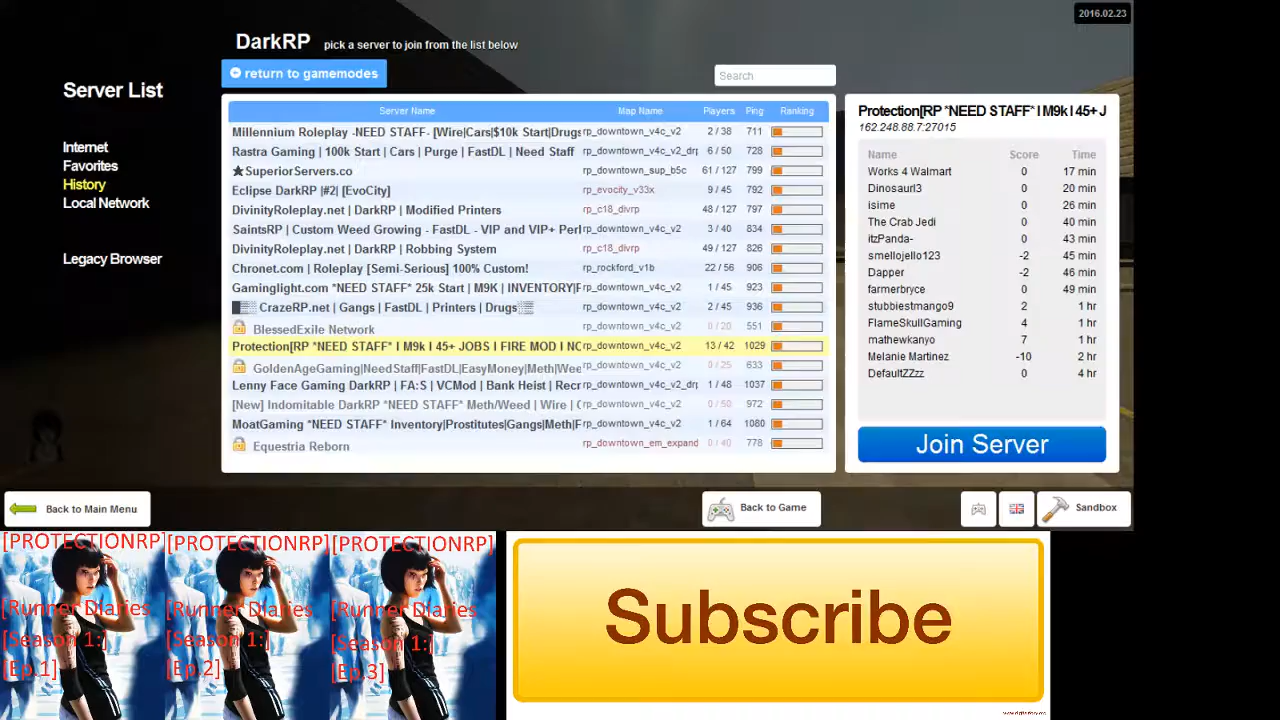 2016.02.23
DarkRP pick a server to join from the list below
return to gamemodes
Search
Server List
Internet
Favorites
History
Local Network
Legacy Browser
Server Name Map Name Players Ping Ranking
Millennium Roleplay -NEED STAFF- [Wire|Cars|$10k Start|Drugs rp_downtown_v4c_v2 2 / 38 711
Rastra Gaming | 100k Start | Cars | Purge | FastDL | Need Staff rp_downtown_v4c_v2_drp 6 / 50 728
★SuperiorServers.co rp_downtown_sup_b5c 61 / 127 799
Eclipse DarkRP |#2| [EvoCity] rp_evocity_v33x 9 / 45 792
DivinityRoleplay.net | DarkRP | Modified Printers rp_c18_divrp 48 / 127 797
SaintsRP | Custom Weed Growing - FastDL - VIP and VIP+ Perl rp_downtown_v4c_v2 3 / 40 834
DivinityRoleplay.net | DarkRP | Robbing System rp_c18_divrp 49 / 127 826
Chronet.com | Roleplay [Semi-Serious] 100% Custom! rp_rockford_v1b 22 / 56 906
Gaminglight.com *NEED STAFF* 25k Start | M9K | INVENTORY|F rp_downtown_v4c_v2 1 / 45 923
█▓▒░ CrazeRP.net | Gangs | FastDL | Printers | Drugs░▒ rp_downtown_v4c_v2 2 / 45 936
BlessedExile Network rp_downtown_v4c_v2 0 / 20 551
Protection[RP *NEED STAFF* l M9k l 45+ JOBS l FIRE MOD l NO rp_downtown_v4c_v2 13 / 42 1029
GoldenAgeGaming|NeedStaff|FastDL|EasyMoney|Meth|Wee rp_downtown_v4c_v2 0 / 25 633
Lenny Face Gaming DarkRP | FA:S | VCMod | Bank Heist | Recr rp_downtown_v4c_v2_drp 1 / 48 1037
[New] Indomitable DarkRP *NEED STAFF* Meth/Weed | Wire | C rp_downtown_v4c_v2 0 / 50 972
MoatGaming *NEED STAFF* Inventory|Prostitutes|Gangs|Meth|F rp_downtown_v4c_v2 1 / 64 1080
Equestria Reborn rp_downtown_em_expand 0 / 40 778
Protection[RP *NEED STAFF* l M9k l 45+ J
162.248.88.7:27015
Name Score Time
Works 4 Walmart 0 17 min
Dinosaurl3 0 20 min
isime 0 26 min
The Crab Jedi 0 40 min
itzPanda- 0 43 min
smellojello123 -2 45 min
Dapper -2 46 min
farmerbryce 0 49 min
stubbiestmango9 2 1 hr
FlameSkullGaming 4 1 hr
mathewkanyo 7 1 hr
Melanie Martinez -10 2 hr
DefaultZZzz 0 4 hr
Join Server
Back to Main Menu
Back to Game
Sandbox
[PROTECTIONRP]
[Runner Diaries
[Season 1:]
[Ep.1]
[PROTECTIONRP]
[Runner Diaries
[Season 1:]
[Ep.2]
[PROTECTIONRP]
[Runner Diaries
[Season 1:]
[Ep.3]
Subscribe